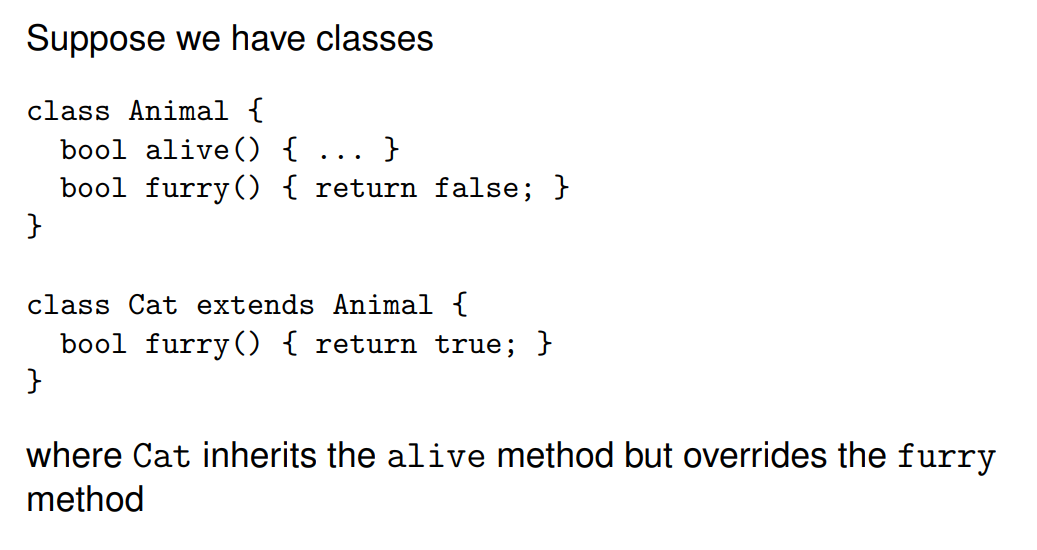 Suppose we have classes
class Animal {
  bool alive() { ... }
  bool furry() { return false; }
}
class Cat extends Animal {
  bool furry() { return true; }
}
where Cat inherits the alive method but overrides the furry
method